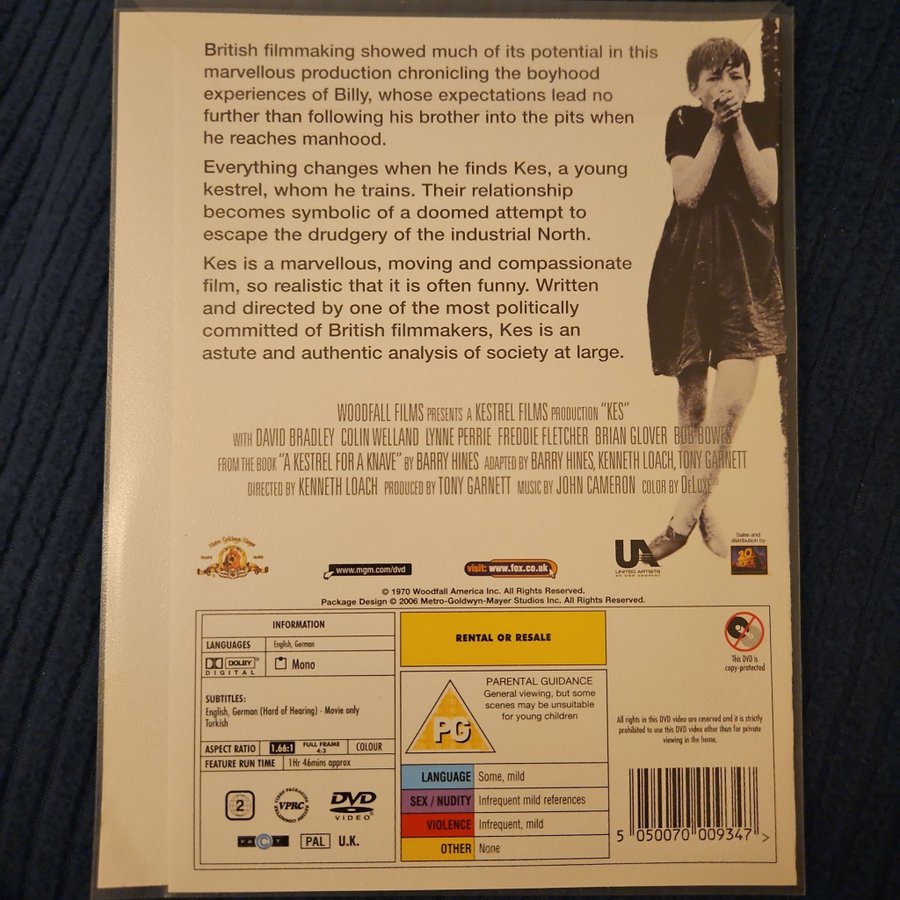 British filmmaking showed much of its potential in this
marvellous production chronicling the boyhood
experiences of Billy, whose expectations lead no
further than following his brother into the pits when
he reaches manhood.
Everything changes when he finds Kes, a young
kestrel, whom he trains. Their relationship
becomes symbolic of a doomed attempt to
escape the drudgery of the industrial North.
Kes is a marvellous, moving and compassionate
film, so realistic that it is often funny. Written
and directed by one of the most politically
committed of British filmmakers, Kes is an
astute and authentic analysis of society at large.
WOODFALL FILMS PRESENTS A KESTREL FILMS PRODUCTION "KES"
WITH DAVID BRADLEY COLIN WELLAND LYNNE PERRIE FREDDIE FLETCHER BRIAN GLOVER BOB BOWES
FROM THE BOOK "A KESTREL FOR A KNAVE" BY BARRY HINES ADAPTED BY BARRY HINES, KENNETH LOACH, TONY GARNETT
DIRECTED BY KENNETH LOACH PRODUCED BY TONY GARNETT MUSIC BY JOHN CAMERON COLOR BY DeLUXE®
Metro Goldwyn Mayer
TRADE MARK
www.mgm.com/dvd
visit: www.fox.co.uk
UA
UNITED ARTISTS
AN MGM COMPANY
Sales and
distribution by
20
FOX
© 1970 Woodfall America Inc. All Rights Reserved.
Package Design © 2006 Metro-Goldwyn-Mayer Studios Inc. All Rights Reserved.
INFORMATION
LANGUAGES English, German
DOLBY DIGITAL Mono
SUBTITLES:
English, German (Hard of Hearing) - Movie only
Turkish
ASPECT RATIO 1.66:1 FULL FRAME 4:3 COLOUR
FEATURE RUN TIME 1Hr 46mins approx
2 VPRC DVD VIDEO
FACT PAL U.K.
RENTAL OR RESALE
PG
PARENTAL GUIDANCE
General viewing, but some
scenes may be unsuitable
for young children
LANGUAGE Some, mild
SEX / NUDITY Infrequent mild references
VIOLENCE Infrequent, mild
OTHER None
This DVD is
copy-protected
All rights in this DVD video are reserved and it is strictly
prohibited to use this DVD video other than for private
viewing in the home.
5 050070 009347 >